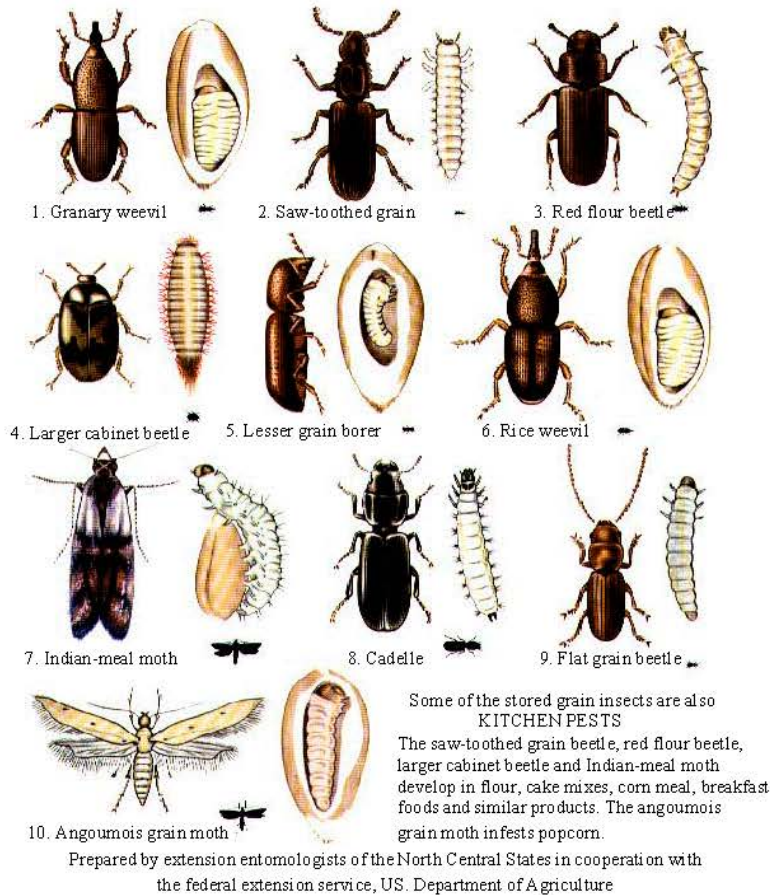 1. Granary weevil
2. Saw-toothed grain
3. Red flour beetle
4. Larger cabinet beetle
5. Lesser grain borer
6. Rice weevil
7. Indian-meal moth
8. Cadelle
9. Flat grain beetle
10. Angoumois grain moth
Some of the stored grain insects are also
KITCHEN PESTS
The saw-toothed grain beetle, red flour beetle,
larger cabinet beetle and Indian-meal moth
develop in flour, cake mixes, corn meal, breakfast
foods and similar products. The angoumois
grain moth infests popcorn.
Prepared by extension entomologists of the North Central States in cooperation with
the federal extension service, US. Department of Agriculture